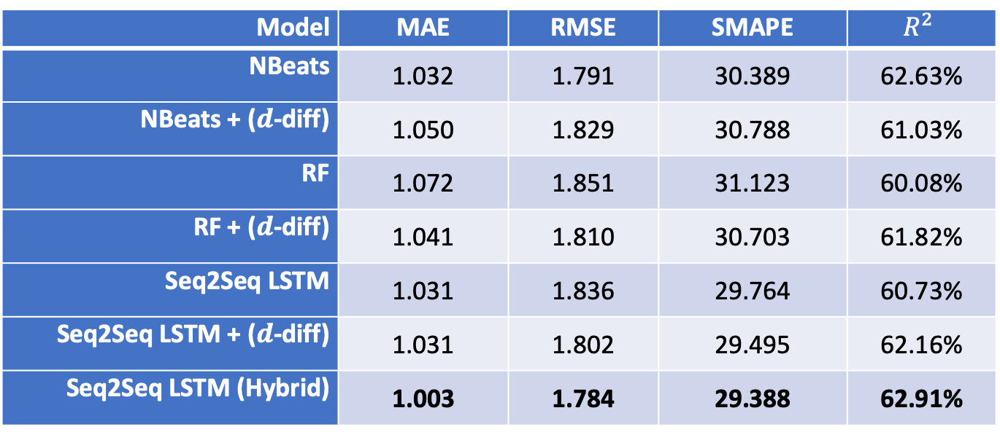 Model MAE RMSE SMAPE R²
NBeats 1.032 1.791 30.389 62.63%
NBeats + (d-diff) 1.050 1.829 30.788 61.03%
RF 1.072 1.851 31.123 60.08%
RF + (d-diff) 1.041 1.810 30.703 61.82%
Seq2Seq LSTM 1.031 1.836 29.764 60.73%
Seq2Seq LSTM + (d-diff) 1.031 1.802 29.495 62.16%
Seq2Seq LSTM (Hybrid) 1.003 1.784 29.388 62.91%